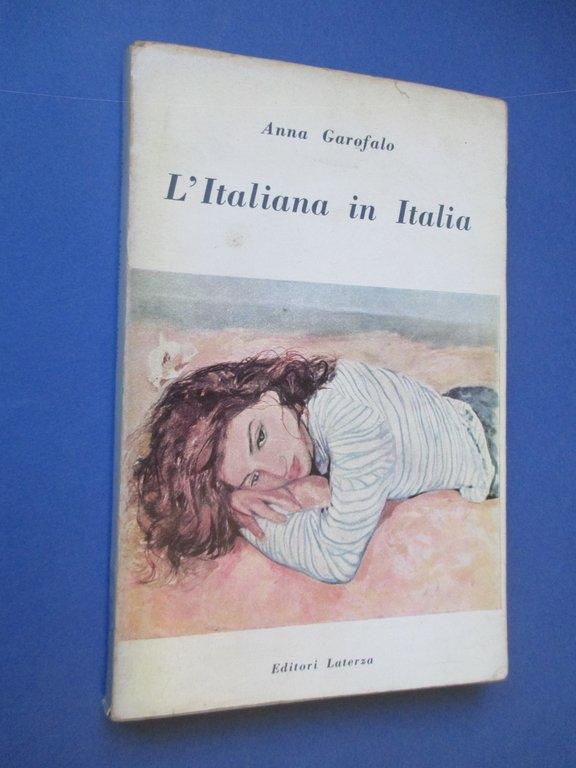 Anna Garofalo
L'Italiana in Italia
Editori Laterza